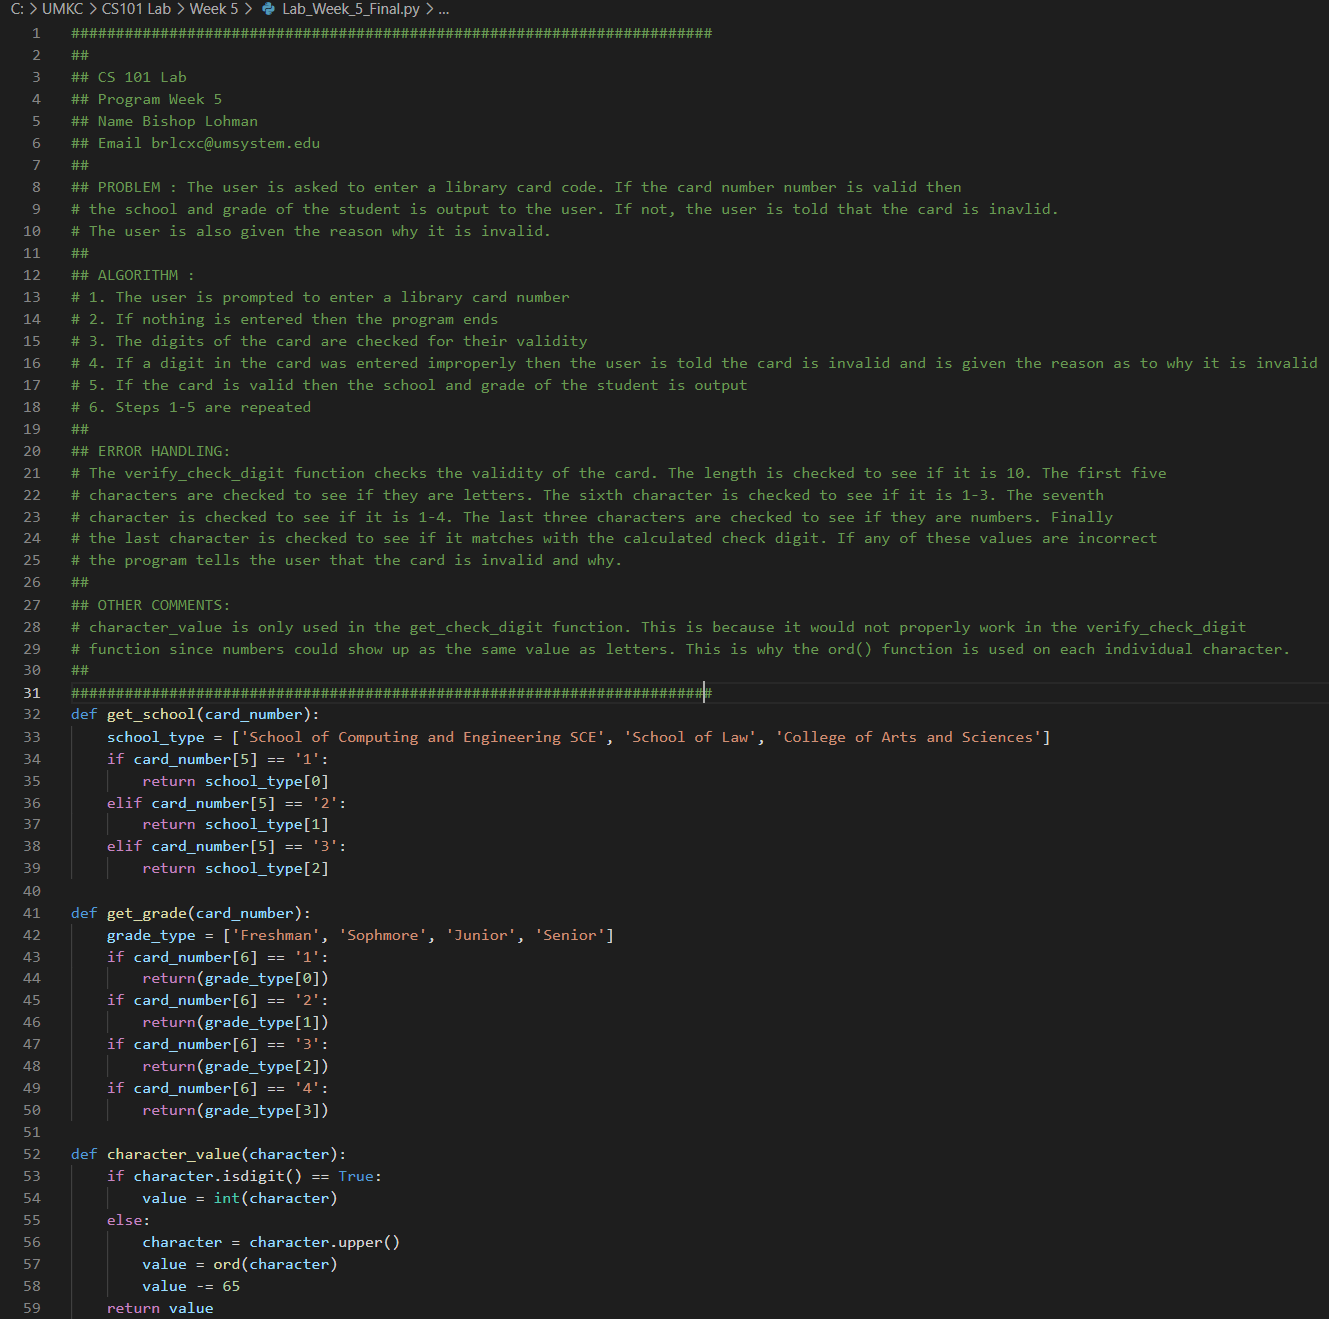 C: > UMKC > CS101 Lab > Week 5 > Lab_Week_5_Final.py > ...
1 ########################################################################
2 ##
3 ## CS 101 Lab
4 ## Program Week 5
5 ## Name Bishop Lohman
6 ## Email brlcxc@umsystem.edu
7 ##
8 ## PROBLEM : The user is asked to enter a library card code. If the card number number is valid then
9 # the school and grade of the student is output to the user. If not, the user is told that the card is inavlid.
10 # The user is also given the reason why it is invalid.
11 ##
12 ## ALGORITHM :
13 # 1. The user is prompted to enter a library card number
14 # 2. If nothing is entered then the program ends
15 # 3. The digits of the card are checked for their validity
16 # 4. If a digit in the card was entered improperly then the user is told the card is invalid and is given the reason as to why it is invalid
17 # 5. If the card is valid then the school and grade of the student is output
18 # 6. Steps 1-5 are repeated
19 ##
20 ## ERROR HANDLING:
21 # The verify_check_digit function checks the validity of the card. The length is checked to see if it is 10. The first five
22 # characters are checked to see if they are letters. The sixth character is checked to see if it is 1-3. The seventh
23 # character is checked to see if it is 1-4. The last three characters are checked to see if they are numbers. Finally
24 # the last character is checked to see if it matches with the calculated check digit. If any of these values are incorrect
25 # the program tells the user that the card is invalid and why.
26 ##
27 ## OTHER COMMENTS:
28 # character_value is only used in the get_check_digit function. This is because it would not properly work in the verify_check_digit
29 # function since numbers could show up as the same value as letters. This is why the ord() function is used on each individual character.
30 ##
31 ########################################################################
32 def get_school(card_number):
33     school_type = ['School of Computing and Engineering SCE', 'School of Law', 'College of Arts and Sciences']
34     if card_number[5] == '1':
35         return school_type[0]
36     elif card_number[5] == '2':
37         return school_type[1]
38     elif card_number[5] == '3':
39         return school_type[2]
40
41 def get_grade(card_number):
42     grade_type = ['Freshman', 'Sophmore', 'Junior', 'Senior']
43     if card_number[6] == '1':
44         return(grade_type[0])
45     if card_number[6] == '2':
46         return(grade_type[1])
47     if card_number[6] == '3':
48         return(grade_type[2])
49     if card_number[6] == '4':
50         return(grade_type[3])
51
52 def character_value(character):
53     if character.isdigit() == True:
54         value = int(character)
55     else:
56         character = character.upper()
57         value = ord(character)
58         value -= 65
59     return value